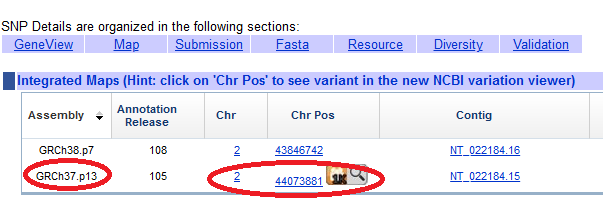 SNP Details are organized in the following sections:
GeneView Map Submission Fasta Resource Diversity Validation
Integrated Maps (Hint: click on 'Chr Pos' to see variant in the new NCBI variation viewer)
Assembly Annotation Release Chr Chr Pos Contig
GRCh38.p7 108 2 43846742 NT_022184.16
GRCh37.p13 105 2 44073881 NT_022184.15